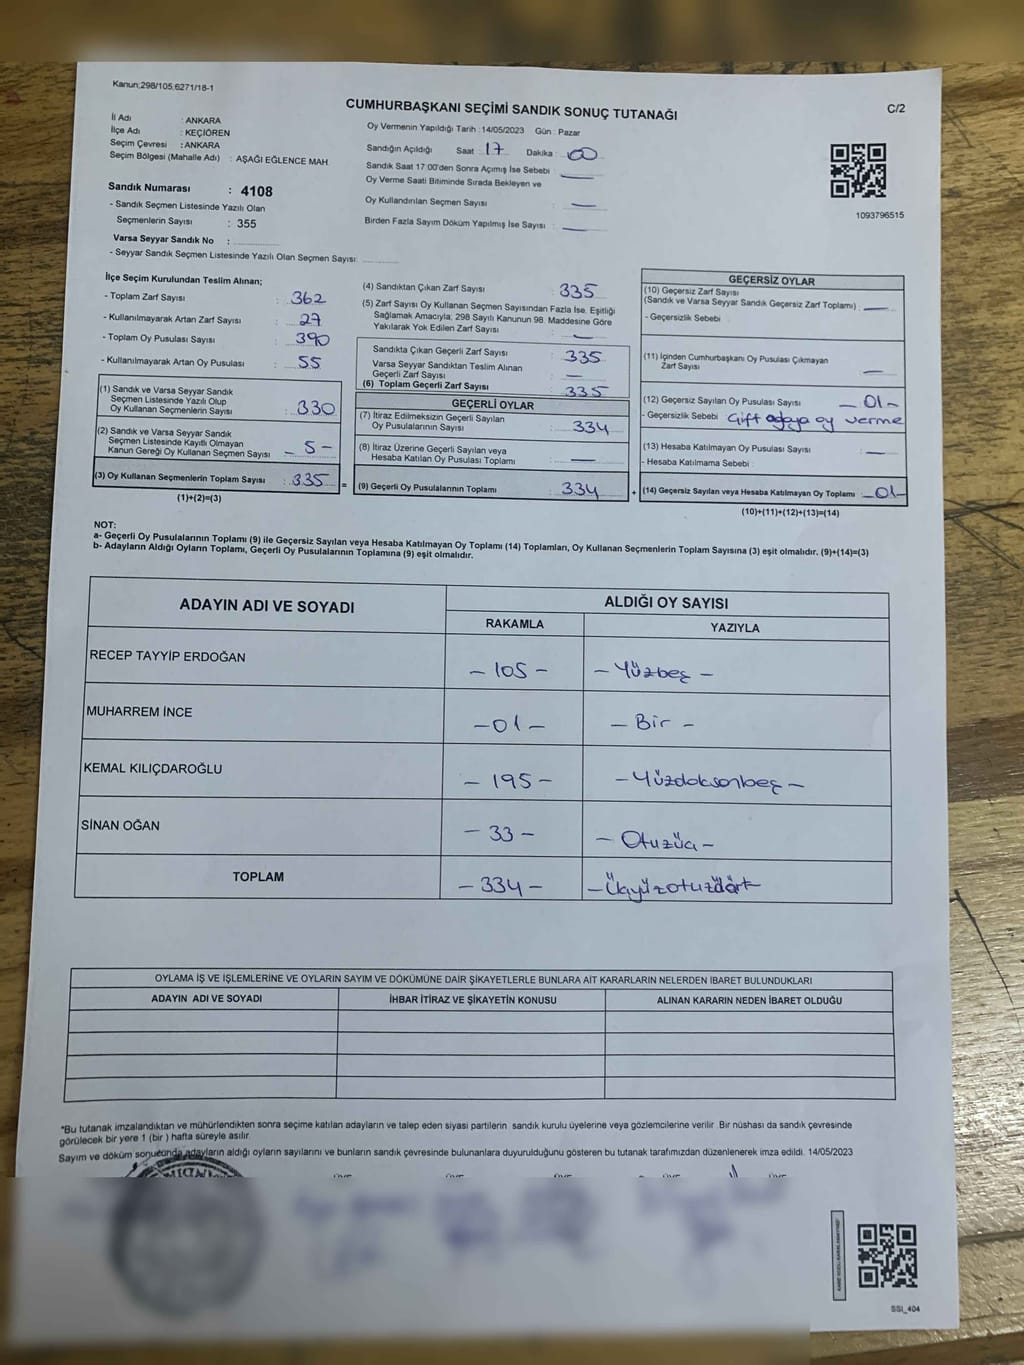 Kanun:298/105,6271/18-1
CUMHURBAŞKANI SEÇİMİ SANDIK SONUÇ TUTANAĞI
C/2
İl Adı : ANKARA
İlçe Adı : KEÇİÖREN
Seçim Çevresi : ANKARA
Seçim Bölgesi (Mahalle Adı) : AŞAĞI EĞLENCE MAH.
Sandık Numarası : 4108
- Sandık Seçmen Listesinde Yazılı Olan
Seçmenlerin Sayısı : 355
Varsa Seyyar Sandık No :
- Seyyar Sandık Seçmen Listesinde Yazılı Olan Seçmen Sayısı:
Oy Vermenin Yapıldığı Tarih : 14/05/2023 Gün : Pazar
Sandığın Açıldığı Saat : 17 Dakika : 00
Sandık Saat 17:00'den Sonra Açımış İse Sebebi : —
Oy Verme Saati Bitiminde Sırada Bekleyen ve
Oy Kullandırılan Seçmen Sayısı : —
Birden Fazla Sayım Döküm Yapılmış İse Sayısı : —
1093796515
İlçe Seçim Kurulundan Teslim Alınan;
- Toplam Zarf Sayısı : 362
- Kullanılmayarak Artan Zarf Sayısı : 27
- Toplam Oy Pusulası Sayısı : 390
- Kullanılmayarak Artan Oy Pusulası : 55
(1) Sandık ve Varsa Seyyar Sandık
Seçmen Listesinde Yazılı Olup
Oy Kullanan Seçmenlerin Sayısı : 330
(2) Sandık ve Varsa Seyyar Sandık
Seçmen Listesinde Kayıtlı Olmayan
Kanun Gereği Oy Kullanan Seçmen Sayısı – 5 –
(3) Oy Kullanan Seçmenlerin Toplam Sayısı : 335 =
(1)+(2)=(3)
(4) Sandıktan Çıkan Zarf Sayısı : 335
(5) Zarf Sayısı Oy Kullanan Seçmen Sayısından Fazla İse, Eşitliği
Sağlamak Amacıyla, 298 Sayılı Kanunun 98. Maddesine Göre
Yakılarak Yok Edilen Zarf Sayısı : —
Sandıkta Çıkan Geçerli Zarf Sayısı : 335
Varsa Seyyar Sandıktan Teslim Alınan
Geçerli Zarf Sayısı : —
(6) Toplam Geçerli Zarf Sayısı : 335
GEÇERLİ OYLAR
(7) İtiraz Edilmeksizin Geçerli Sayılan
Oy Pusulalarının Sayısı : 334
(8) İtiraz Üzerine Geçerli Sayılan veya
Hesaba Katılan Oy Pusulası Toplamı : —
(9) Geçerli Oy Pusulalarının Toplamı : 334 +
GEÇERSİZ OYLAR
(10) Geçersiz Zarf Sayısı
(Sandık ve Varsa Seyyar Sandık Geçersiz Zarf Toplamı) : —
- Geçersizlik Sebebi :
(11) İçinden Cumhurbaşkanı Oy Pusulası Çıkmayan
Zarf Sayısı : —
(12) Geçersiz Sayılan Oy Pusulası Sayısı – 01 –
- Geçersizlik Sebebi : Çift adaya oy verme
(13) Hesaba Katılmayan Oy Pusulası Sayısı : —
- Hesaba Katılmama Sebebi :
(14) Geçersiz Sayılan veya Hesaba Katılmayan Oy Toplamı : – 01 –
(10)+(11)+(12)+(13)=(14)
NOT:
a- Geçerli Oy Pusulalarının Toplamı (9) ile Geçersiz Sayılan veya Hesaba Katılmayan Oy Toplamı (14) Toplamları, Oy Kullanan Seçmenlerin Toplam Sayısına (3) eşit olmalıdır. (9)+(14)=(3)
b- Adayların Aldığı Oyların Toplamı, Geçerli Oy Pusulalarının Toplamına (9) eşit olmalıdır.
ADAYIN ADI VE SOYADI ALDIĞI OY SAYISI
RAKAMLA YAZIYLA
RECEP TAYYİP ERDOĞAN – 105 – – Yüzbeş –
MUHARREM İNCE – 01 – – Bir –
KEMAL KILIÇDAROĞLU – 195 – – Yüzdoksanbeş –
SİNAN OĞAN – 33 – – Otuzüç –
TOPLAM – 334 – – Üçyüzotuzdört –
OYLAMA İŞ VE İŞLEMLERİNE VE OYLARIN SAYIM VE DÖKÜMÜNE DAİR ŞİKAYETLERLE BUNLARA AİT KARARLARIN NELERDEN İBARET BULUNDUKLARI
ADAYIN ADI VE SOYADI İHBAR İTİRAZ VE ŞİKAYETİN KONUSU ALINAN KARARIN NEDEN İBARET OLDUĞU
*Bu tutanak imzalandıktan ve mühürlendikten sonra seçime katılan adayların ve talep eden siyasi partilerin sandık kurulu üyelerine veya gözlemcilerine verilir .Bir nüshası da sandık çevresinde
görülecek bir yere 1 (bir ) hafta süreyle asılır.
Sayım ve döküm sonucunda adayların aldığı oyların sayılarını ve bunların sandık çevresinde bulunanlara duyurulduğunu gösteren bu tutanak tarafımızdan düzenlenerek imza edildi. 14/05/2023
SSI_404